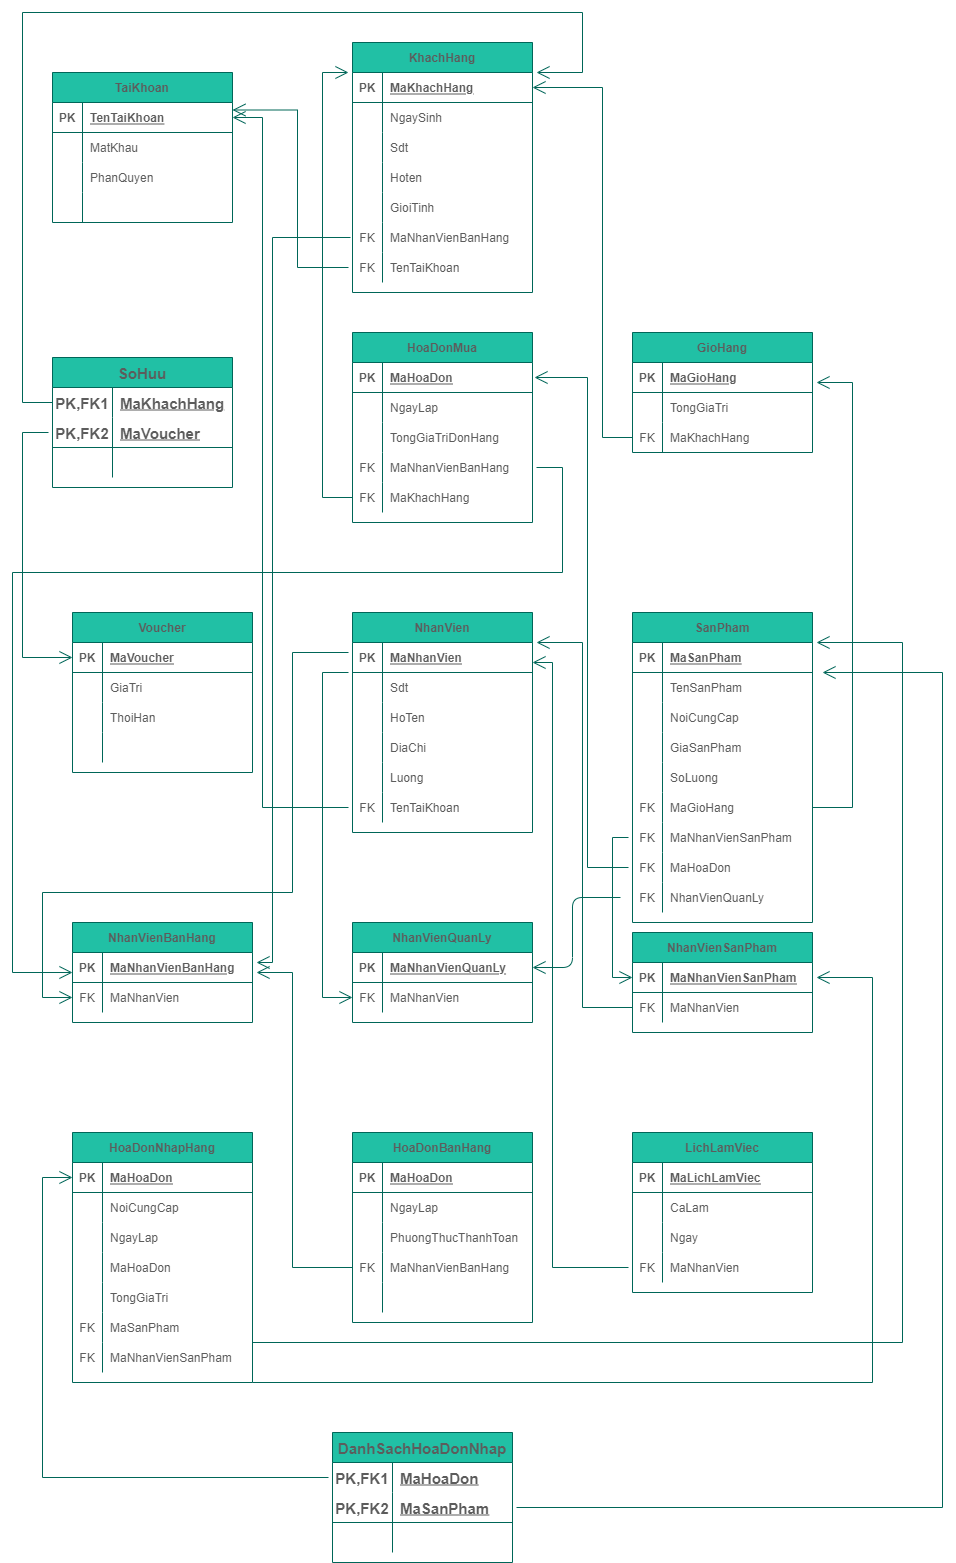 KhachHang
PK MaKhachHang
NgaySinh
Sdt
Hoten
GioiTinh
FK MaNhanVienBanHang
FK TenTaiKhoan
TaiKhoan
PK TenTaiKhoan
MatKhau
PhanQuyen
SoHuu
PK,FK1 MaKhachHang
PK,FK2 MaVoucher
HoaDonMua
PK MaHoaDon
NgayLap
TongGiaTriDonHang
FK MaNhanVienBanHang
FK MaKhachHang
GioHang
PK MaGioHang
TongGiaTri
FK MaKhachHang
Voucher
PK MaVoucher
GiaTri
ThoiHan
NhanVien
PK MaNhanVien
Sdt
HoTen
DiaChi
Luong
FK TenTaiKhoan
SanPham
PK MaSanPham
TenSanPham
NoiCungCap
GiaSanPham
SoLuong
FK MaGioHang
FK MaNhanVienSanPham
FK MaHoaDon
FK NhanVienQuanLy
NhanVienBanHang
PK MaNhanVienBanHang
FK MaNhanVien
NhanVienQuanLy
PK MaNhanVienQuanLy
FK MaNhanVien
NhanVienSanPham
PK MaNhanVienSanPham
FK MaNhanVien
HoaDonNhapHang
PK MaHoaDon
NoiCungCap
NgayLap
MaHoaDon
TongGiaTri
FK MaSanPham
FK MaNhanVienSanPham
HoaDonBanHang
PK MaHoaDon
NgayLap
PhuongThucThanhToan
FK MaNhanVienBanHang
LichLamViec
PK MaLichLamViec
CaLam
Ngay
FK MaNhanVien
DanhSachHoaDonNhap
PK,FK1 MaHoaDon
PK,FK2 MaSanPham